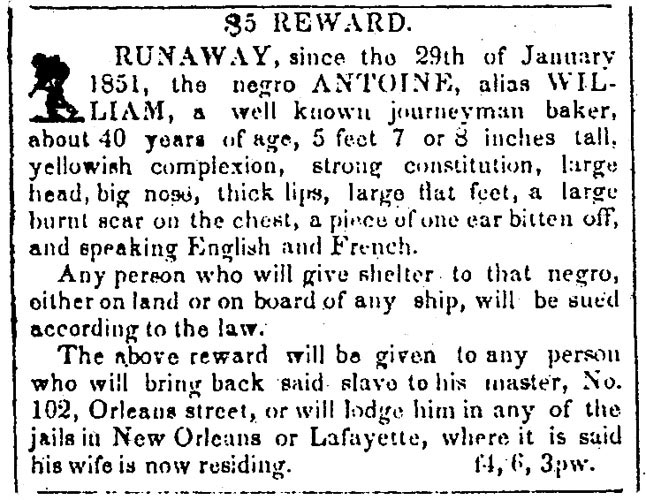 $5 REWARD.
RUNAWAY, since the 29th of January
1851, the negro ANTOINE, alias WIL-
LIAM, a well known journeyman baker,
about 40 years of age, 5 feet 7 or 8 inches tall,
yellowish complexion, strong constitution, large
head, big nose, thick lips, large flat feet, a large
burnt scar on the chest, a piece of one ear bitten off,
and speaking English and French.
Any person who will give shelter to that negro,
either on land or on board of any ship, will be sued
according to the law.
The above reward will be given to any person
who will bring back said slave to his master, No.
102, Orleans street, or will lodge him in any of the
jails in New Orleans or Lafayette, where it is said
his wife is now residing. f4, 6, 3pw.